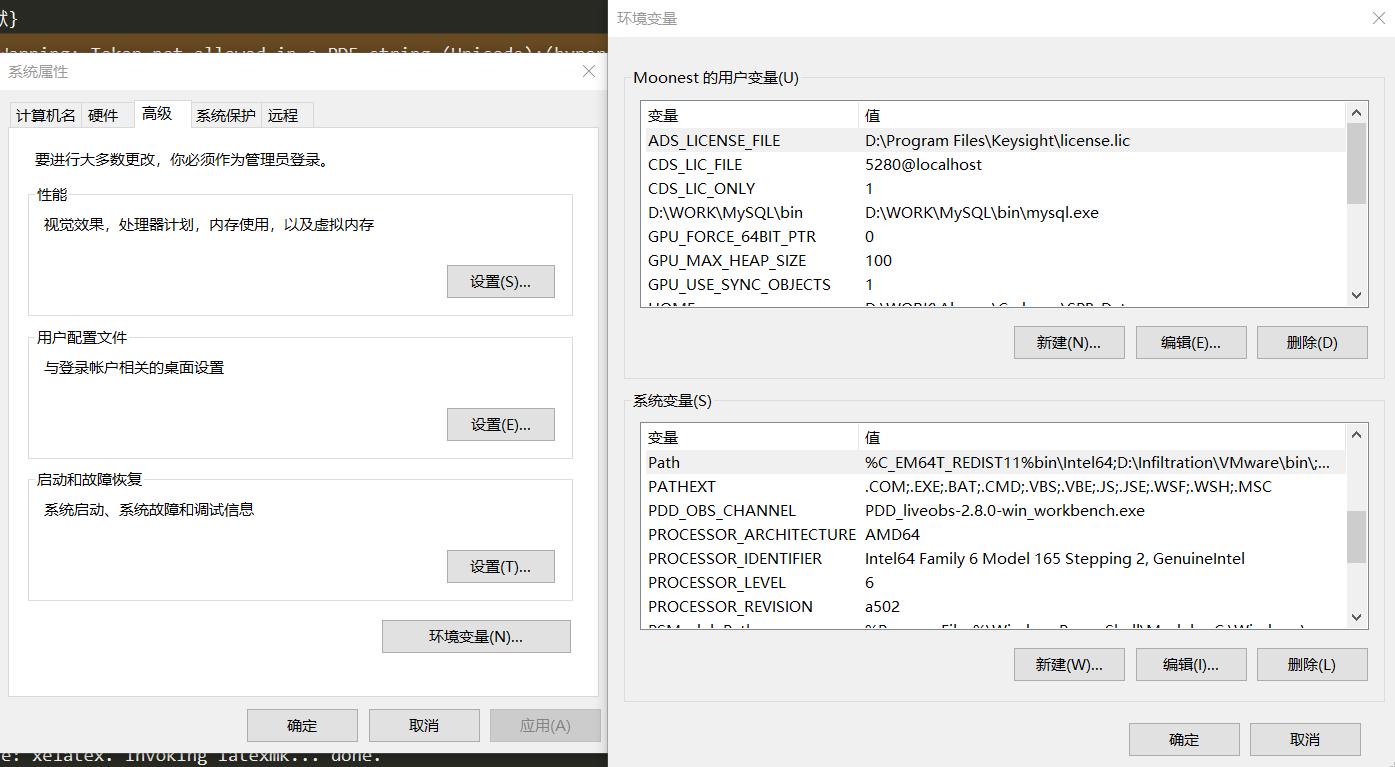 状}
Warning: Token not allowed in a PDF string (Unicode):(hyper
系统属性
计算机名
硬件
高级
系统保护
远程
要进行大多数更改，你必须作为管理员登录。
性能
视觉效果，处理器计划，内存使用，以及虚拟内存
设置(S)...
用户配置文件
与登录帐户相关的桌面设置
设置(E)...
启动和故障恢复
系统启动、系统故障和调试信息
设置(T)...
环境变量(N)...
确定
取消
应用(A)
e: xelatex. Invoking latexmk... done.
环境变量
Moonest 的用户变量(U)
变量 值
ADS_LICENSE_FILE D:\Program Files\Keysight\license.lic
CDS_LIC_FILE 5280@localhost
CDS_LIC_ONLY 1
D:\WORK\MySQL\bin D:\WORK\MySQL\bin\mysql.exe
GPU_FORCE_64BIT_PTR 0
GPU_MAX_HEAP_SIZE 100
GPU_USE_SYNC_OBJECTS 1
HOME
新建(N)...
编辑(E)...
删除(D)
系统变量(S)
变量 值
Path %C_EM64T_REDIST11%bin\Intel64;D:\Infiltration\VMware\bin\;...
PATHEXT .COM;.EXE;.BAT;.CMD;.VBS;.VBE;.JS;.JSE;.WSF;.WSH;.MSC
PDD_OBS_CHANNEL PDD_liveobs-2.8.0-win_workbench.exe
PROCESSOR_ARCHITECTURE AMD64
PROCESSOR_IDENTIFIER Intel64 Family 6 Model 165 Stepping 2, GenuineIntel
PROCESSOR_LEVEL 6
PROCESSOR_REVISION a502
新建(W)...
编辑(I)...
删除(L)
确定
取消